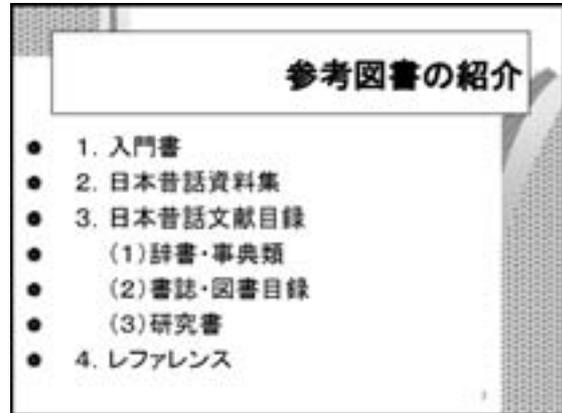 参考図書の紹介
● 1. 入門書
● 2. 日本昔話資料集
● 3. 日本昔話文献目録
● (1)辞書・事典類
● (2)書誌・図書目録
● (3)研究書
● 4. レファレンス